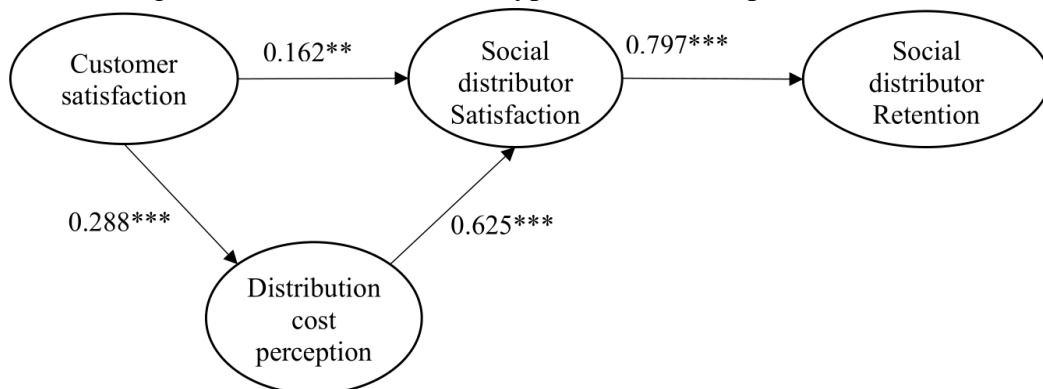 Customer
satisfaction
0.162**
Social
distributor
Satisfaction
0.797***
Social
distributor
Retention
0.288***
0.625***
Distribution
cost
perception